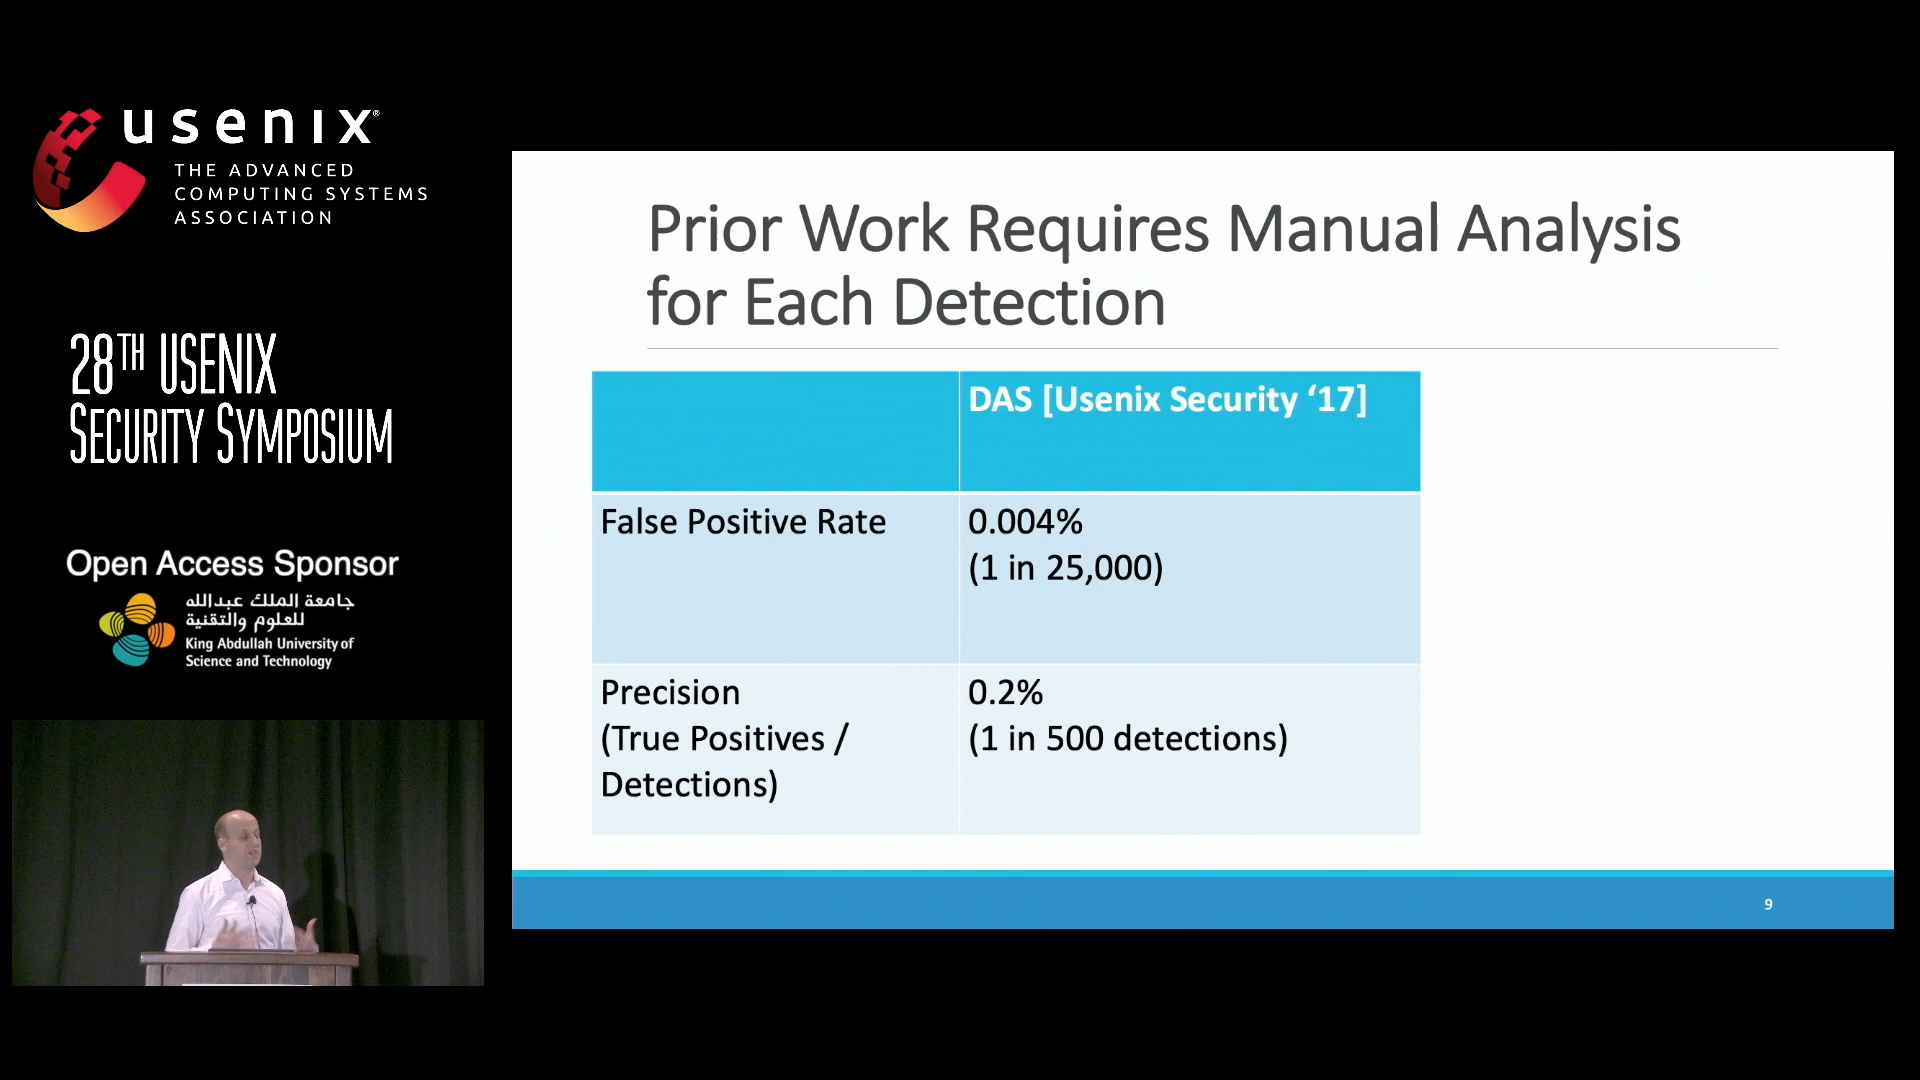 usenix®
THE ADVANCED
COMPUTING SYSTEMS
ASSOCIATION
28TH USENIX
SECURITY SYMPOSIUM
Open Access Sponsor
جامعة الملك عبدالله
للعلوم والتقنية
King Abdullah University of
Science and Technology
Prior Work Requires Manual Analysis
for Each Detection
DAS [Usenix Security ‘17]
False Positive Rate
0.004%
(1 in 25,000)
Precision
(True Positives /
Detections)
0.2%
(1 in 500 detections)
9